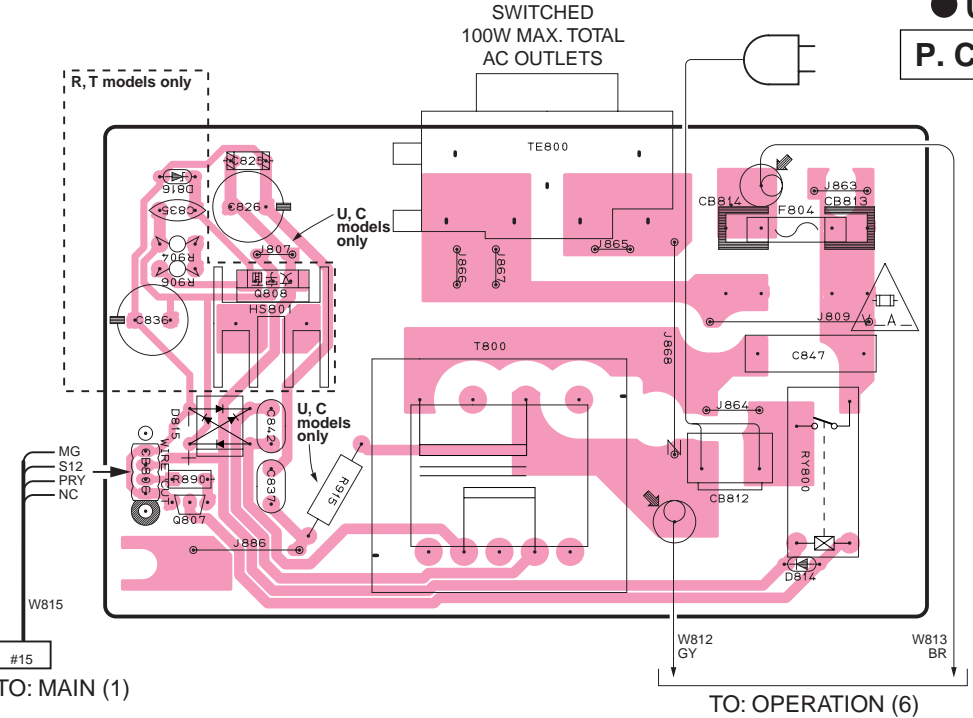 SWITCHED
100W MAX. TOTAL
AC OUTLETS
P. C
R, T models only
TE800
C825
D816
C835
C826
U, C
models
only
J807
R904
R906
Q808
HS801
C836
J866
J867
J865
CB814
F804
J863
CB813
J809
V
A
J868
C847
T800
U, C
models
only
D815
C842
J864
N
CB812
RY800
MG
S12
PRY
NC
R890
C837
R915
Q807
J886
D814
W815
#15
TO: MAIN (1)
W812
GY
W813
BR
TO: OPERATION (6)